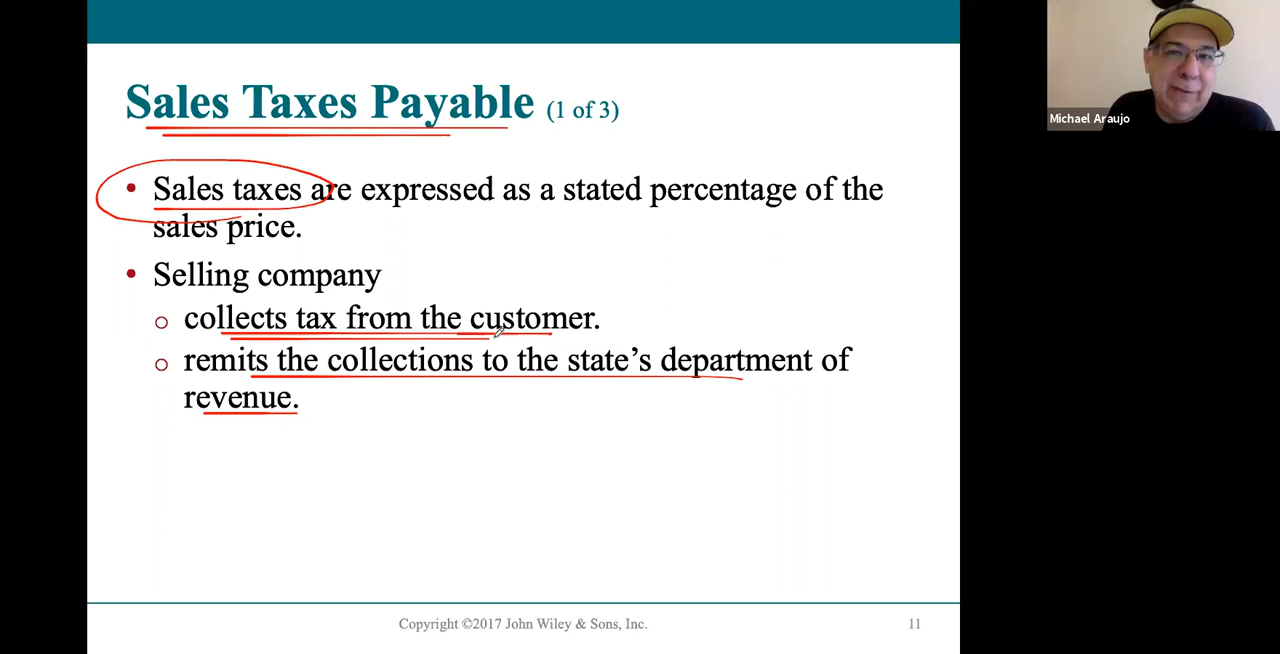 Sales Taxes Payable (1 of 3)
Michael Araujo
• Sales taxes are expressed as a stated percentage of the
sales price.
• Selling company
o collects tax from the customer.
o remits the collections to the state’s department of
revenue.
Copyright ©2017 John Wiley & Sons, Inc.
11